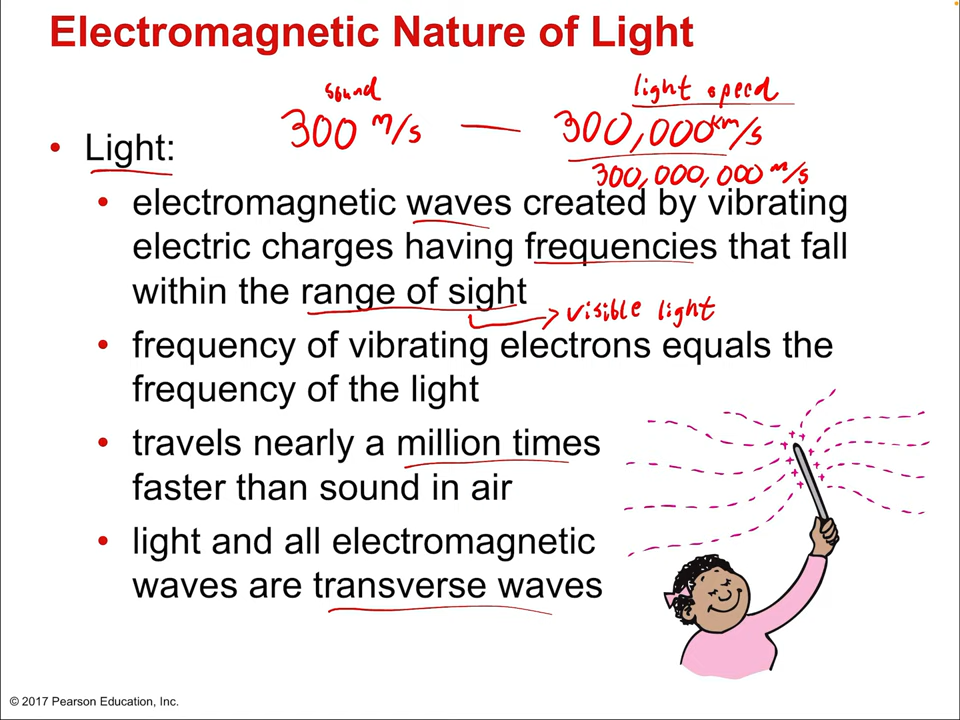 Electromagnetic Nature of Light
sound
light speed
300 m/s — 300,000 km/s
300,000,000 m/s
• Light:
• electromagnetic waves created by vibrating
electric charges having frequencies that fall
within the range of sight
visible light
• frequency of vibrating electrons equals the
frequency of the light
• travels nearly a million times
faster than sound in air
• light and all electromagnetic
waves are transverse waves
© 2017 Pearson Education, Inc.